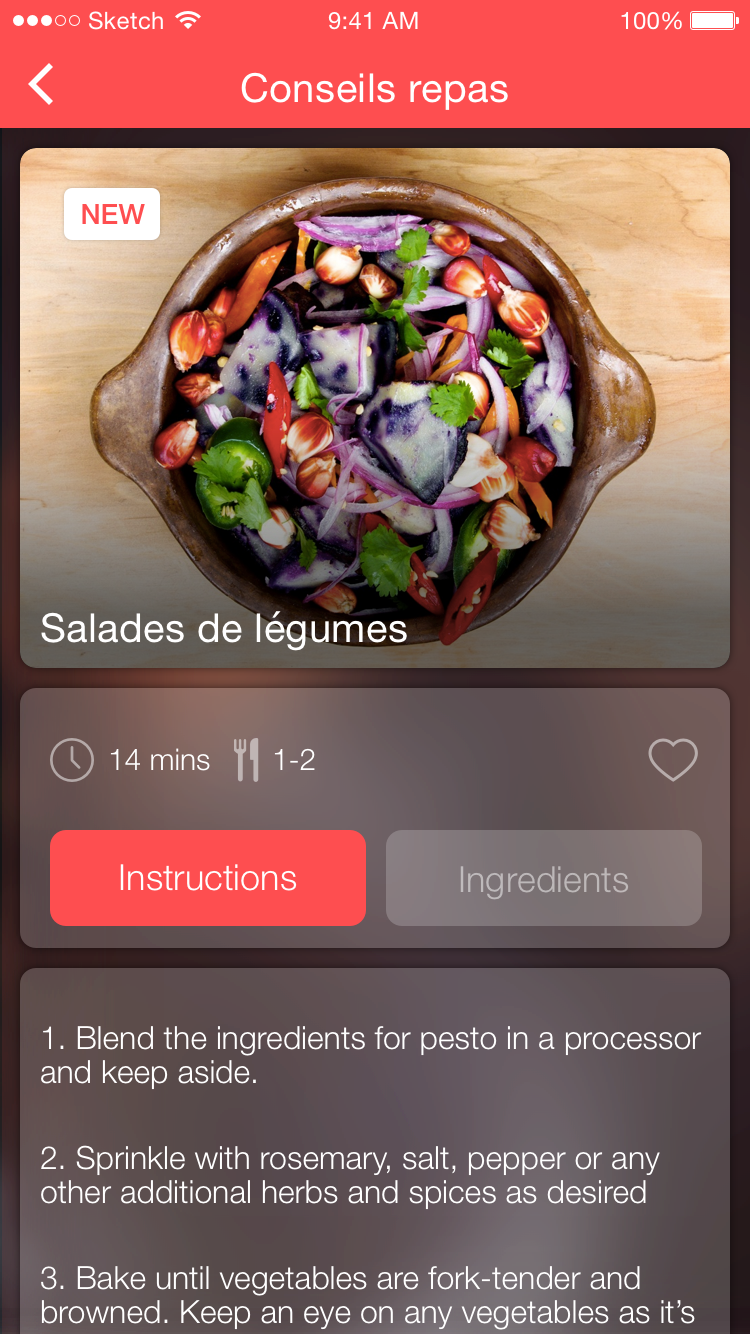 Sketch 9:41 AM 100%
Conseils repas
NEW
Salades de légumes
14 mins 1-2
Instructions Ingredients
1. Blend the ingredients for pesto in a processor
and keep aside.
2. Sprinkle with rosemary, salt, pepper or any
other additional herbs and spices as desired
3. Bake until vegetables are fork-tender and
browned. Keep an eye on any vegetables as it’s